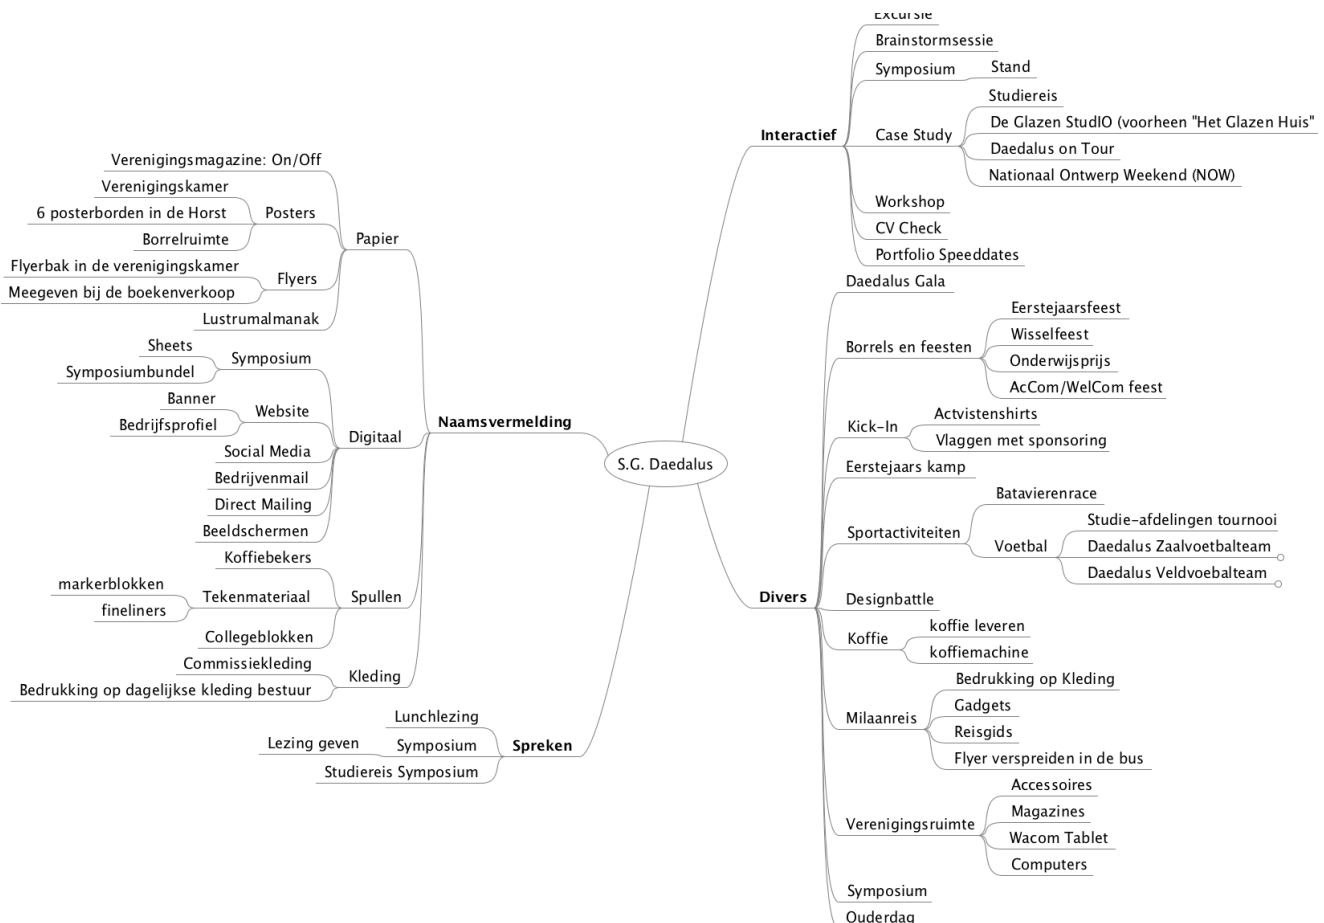 S.G. Daedalus
Naamsvermelding
Papier
Verenigingsmagazine: On/Off
Posters
Verenigingskamer
6 posterborden in de Horst
Borrelruimte
Flyers
Flyerbak in de verenigingskamer
Meegeven bij de boekenverkoop
Lustrumalmanak
Digitaal
Symposium
Sheets
Symposiumbundel
Website
Banner
Bedrijfsprofiel
Social Media
Bedrijvenmail
Direct Mailing
Beeldschermen
Spullen
Koffiebekers
Tekenmateriaal
markerblokken
fineliners
Collegeblokken
Kleding
Commissiekleding
Bedrukking op dagelijkse kleding bestuur
Spreken
Lunchlezing
Symposium
Lezing geven
Studiereis Symposium
Interactief
Excursie
Brainstormsessie
Symposium
Stand
Case Study
Studiereis
De Glazen StudIO (voorheen "Het Glazen Huis"
Daedalus on Tour
Nationaal Ontwerp Weekend (NOW)
Workshop
CV Check
Portfolio Speeddates
Divers
Daedalus Gala
Borrels en feesten
Eerstejaarsfeest
Wisselfeest
Onderwijsprijs
AcCom/WelCom feest
Kick-In
Actvistenshirts
Vlaggen met sponsoring
Eerstejaars kamp
Sportactiviteiten
Batavierenrace
Voetbal
Studie-afdelingen tournooi
Daedalus Zaalvoetbalteam
Daedalus Veldvoebalteam
Designbattle
Koffie
koffie leveren
koffiemachine
Milaanreis
Bedrukking op Kleding
Gadgets
Reisgids
Flyer verspreiden in de bus
Verenigingsruimte
Accessoires
Magazines
Wacom Tablet
Computers
Symposium
Ouderdag